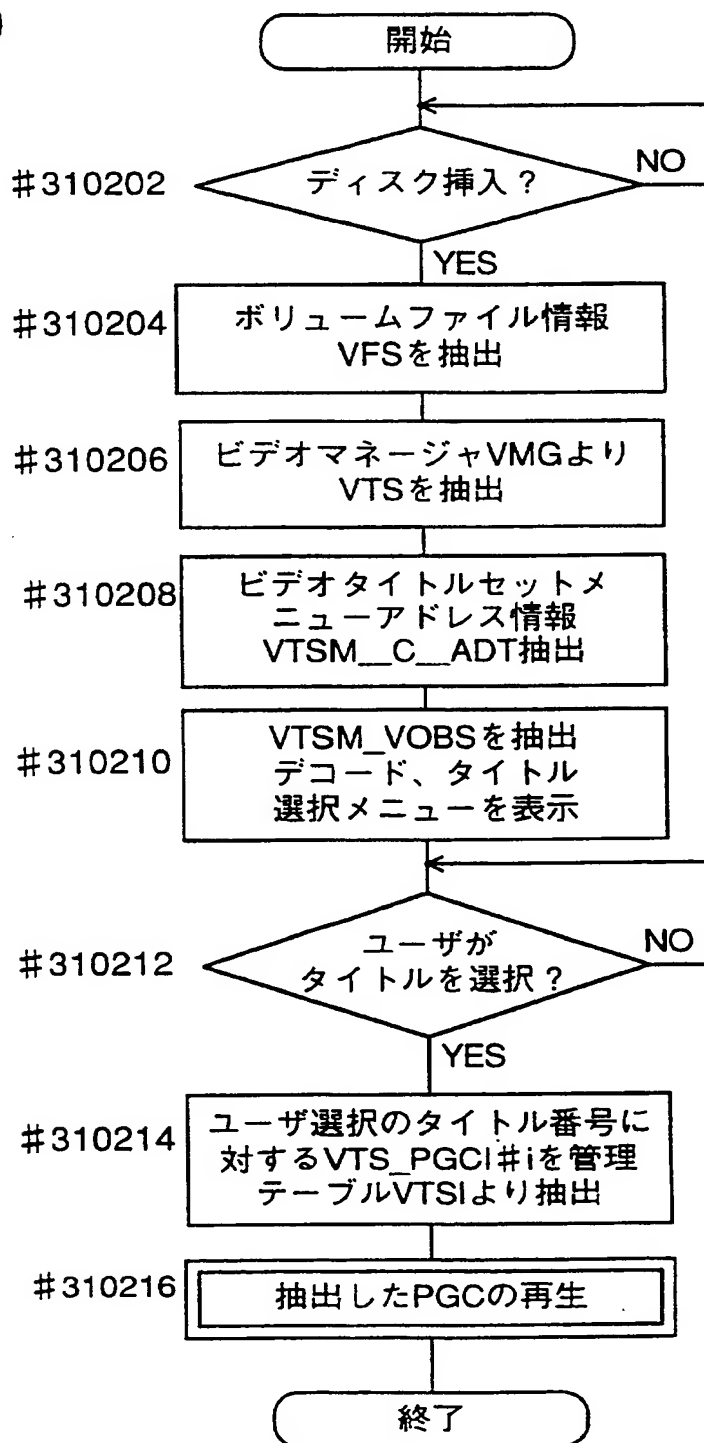 開始
#310202
ディスク挿入?
NO
YES
#310204
ボリュームファイル情報
VFSを抽出
#310206
ビデオマネージャVMGより
VTSを抽出
#310208
ビデオタイトルセットメ
ニューアドレス情報
VTSM__C__ADT抽出
#310210
VTSM_VOBSを抽出
デコード、タイトル
選択メニューを表示
#310212
ユーザが
タイトルを選択?
NO
YES
#310214
ユーザ選択のタイトル番号に
対するVTS_PGCI#iを管理
テーブルVTSIより抽出
#310216
抽出したPGCの再生
終了